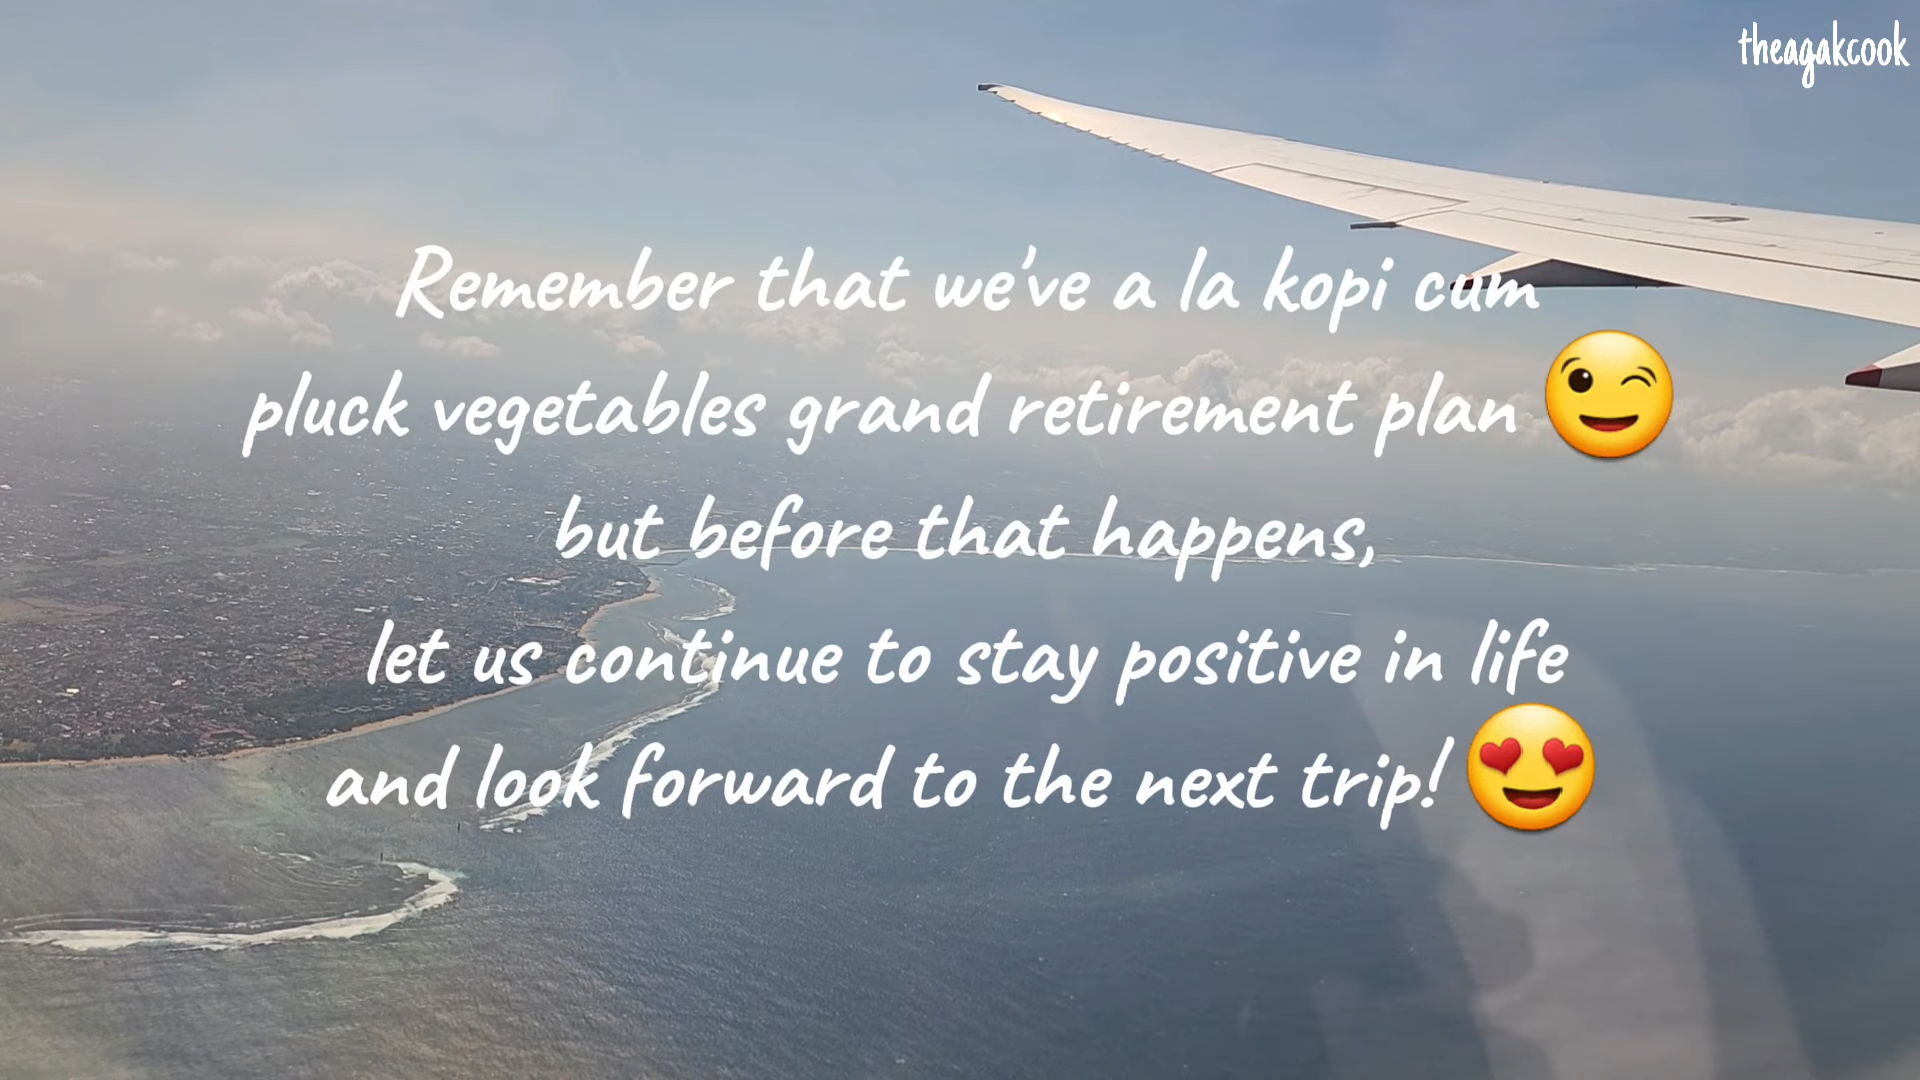 theagakcook
Remember that we've a la kopi cum
pluck vegetables grand retirement plan 😉
but before that happens,
let us continue to stay positive in life
and look forward to the next trip! 😍